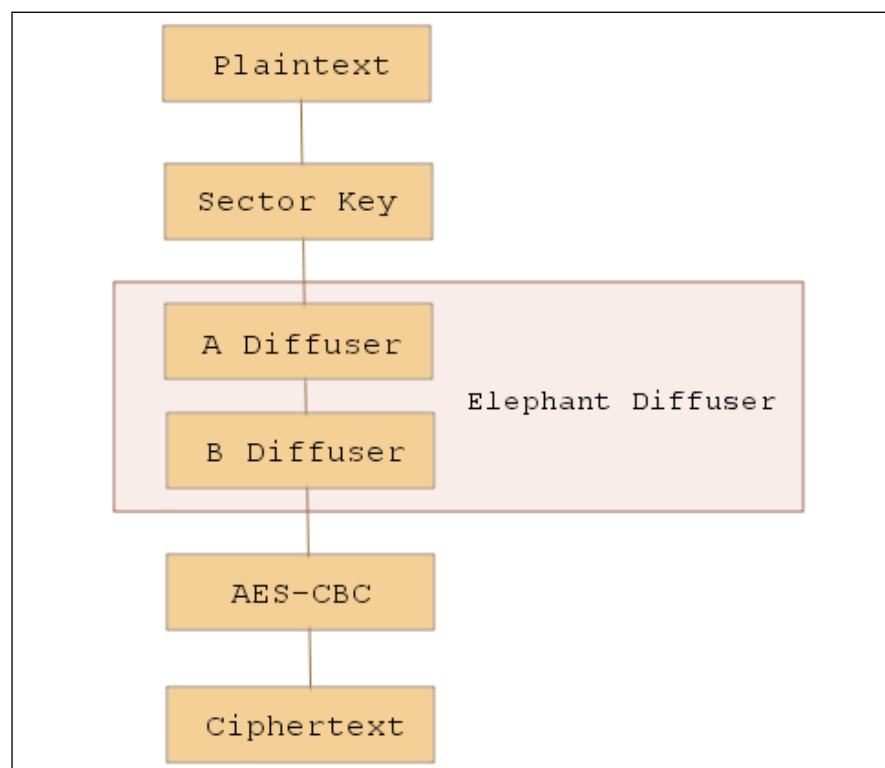 Plaintext
Sector Key
A Diffuser
Elephant Diffuser
B Diffuser
AES-CBC
Ciphertext